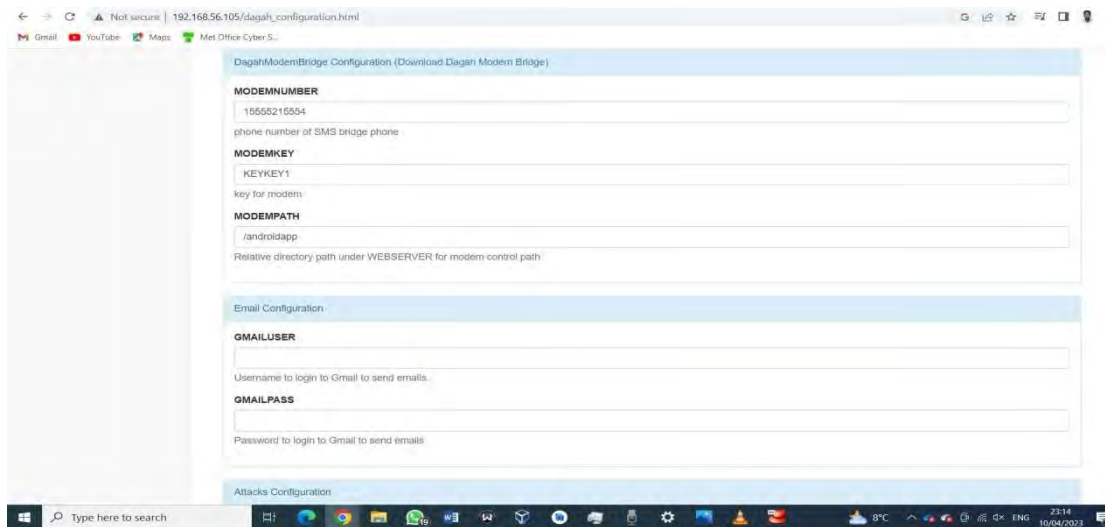 Not secure | 192.168.56.105/dagah_configuration.html
Gmail YouTube Maps Met Office Cyber S...
DagahModemBridge Configuration (Download Dagah Modem Bridge)
MODEMNUMBER
15555215554
phone number of SMS bridge phone
MODEMKEY
KEYKEY1
key for modem
MODEMPATH
/androidapp
Relative directory path under WEBSERVER for modem control path
Email Configuration
GMAILUSER
Username to login to Gmail to send emails.
GMAILPASS
Password to login to Gmail to send emails
Attacks Configuration
Type here to search
19
8°C
ENG
23:14
10/04/2023